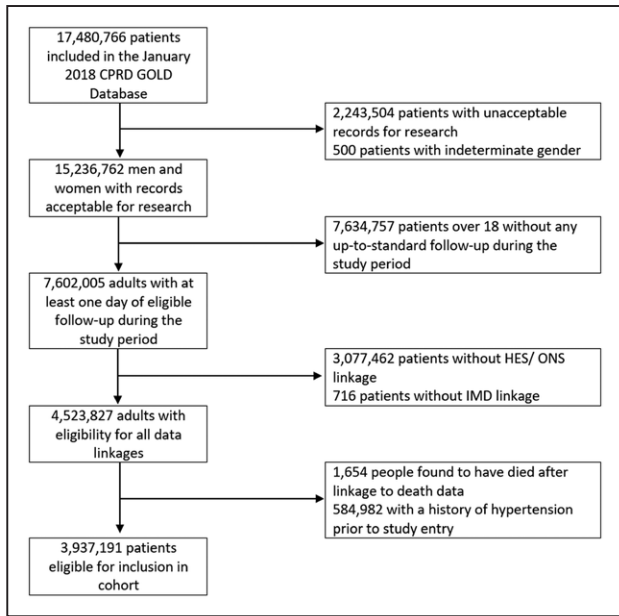 17,480,766 patients
included in the January
2018 CPRD GOLD
Database
2,243,504 patients with unacceptable
records for research
500 patients with indeterminate gender
15,236,762 men and
women with records
acceptable for research
7,634,757 patients over 18 without any
up-to-standard follow-up during the
study period
7,602,005 adults with at
least one day of eligible
follow-up during the
study period
3,077,462 patients without HES/ ONS
linkage
716 patients without IMD linkage
4,523,827 adults with
eligibility for all data
linkages
1,654 people found to have died after
linkage to death data
584,982 with a history of hypertension
prior to study entry
3,937,191 patients
eligible for inclusion in
cohort